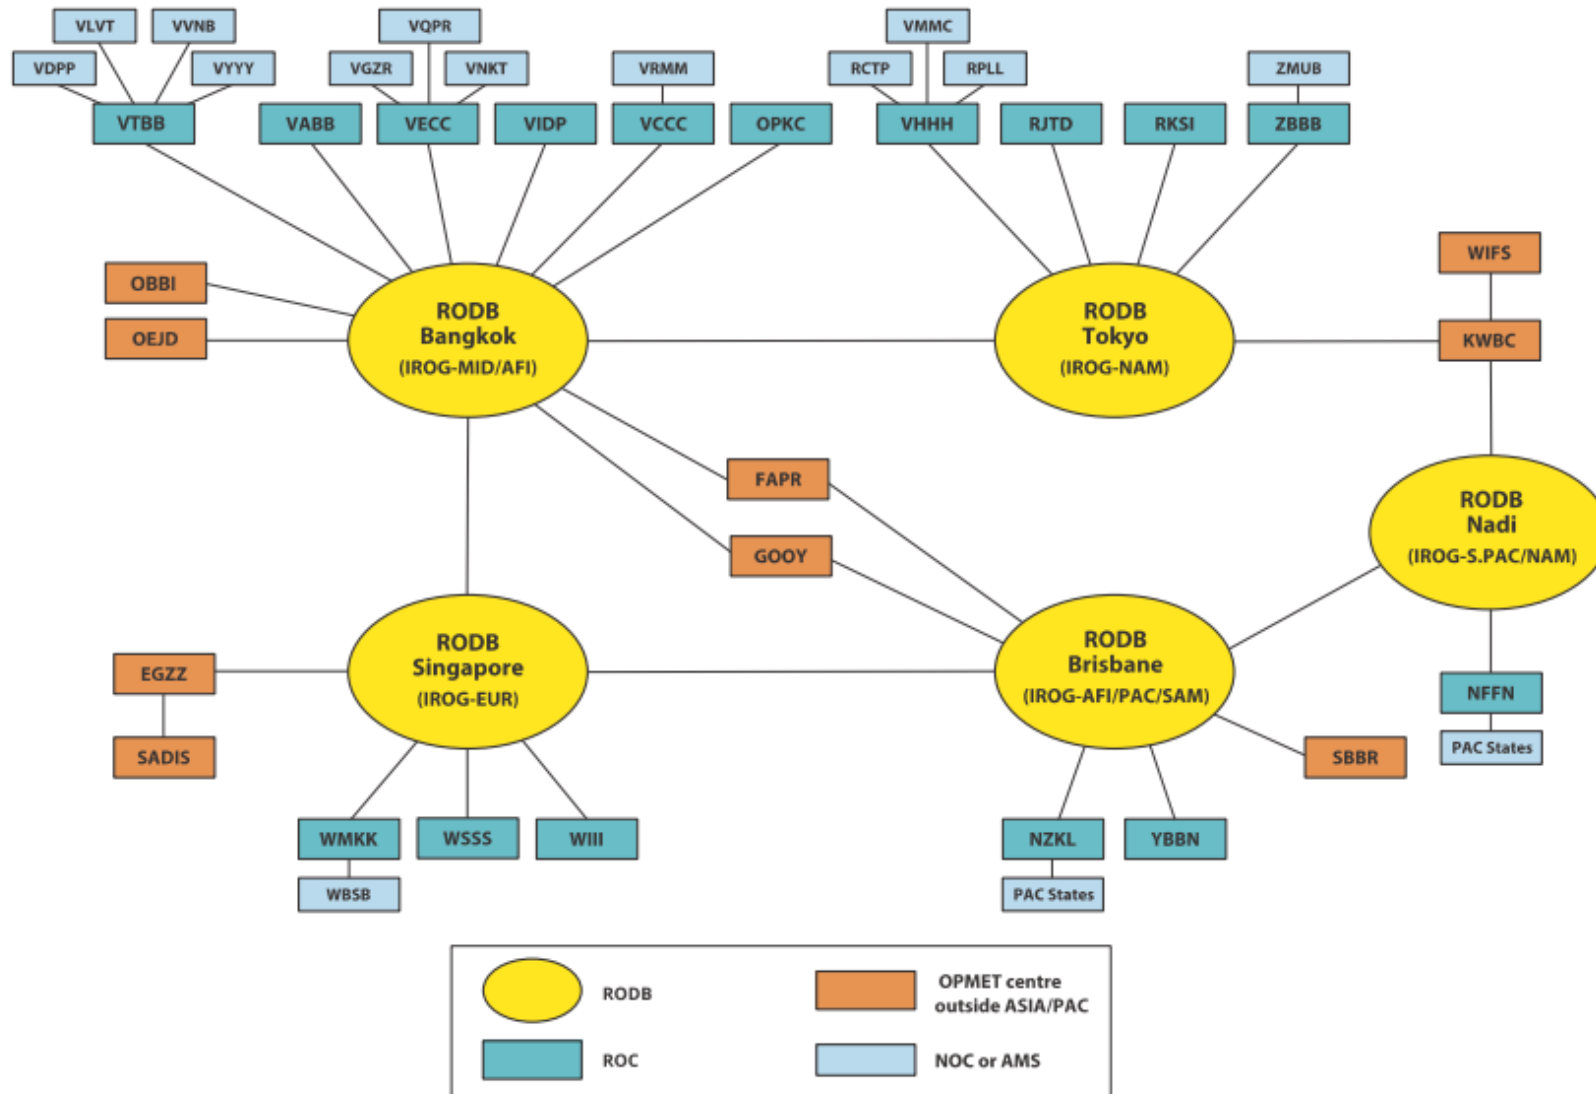 VLVT
VVNB
VQPR
VMMC
VDPP
VYYY
VGZR
VNKT
VRMM
RCTP
RPLL
ZMUB
VTBB
VABB
VECC
VIDP
VCCC
OPKC
VHHH
RJTD
RKSI
ZBBB
WIFS
OBBI
OEJD
RODB
Bangkok
(IROG-MID/AFI)
RODB
Tokyo
(IROG-NAM)
KWBC
FAPR
GOOY
RODB
Nadi
(IROG-S.PAC/NAM)
EGZZ
SADIS
RODB
Singapore
(IROG-EUR)
RODB
Brisbane
(IROG-AFI/PAC/SAM)
NFFN
PAC States
SBBR
WMKK
WSSS
WIII
NZKL
YBBN
WBSB
PAC States
RODB
OPMET centre
outside ASIA/PAC
ROC
NOC or AMS